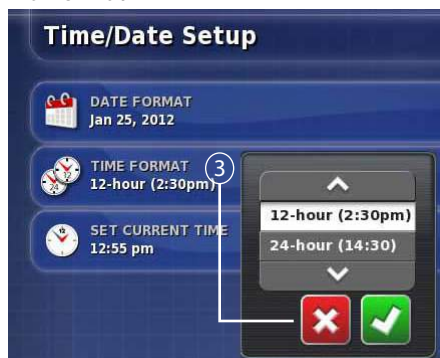 Time/Date Setup
DATE FORMAT
Jan 25, 2012
TIME FORMAT
12-hour (2:30pm)
3
12-hour (2:30pm)
24-hour (14:30)
SET CURRENT TIME
12:55 pm